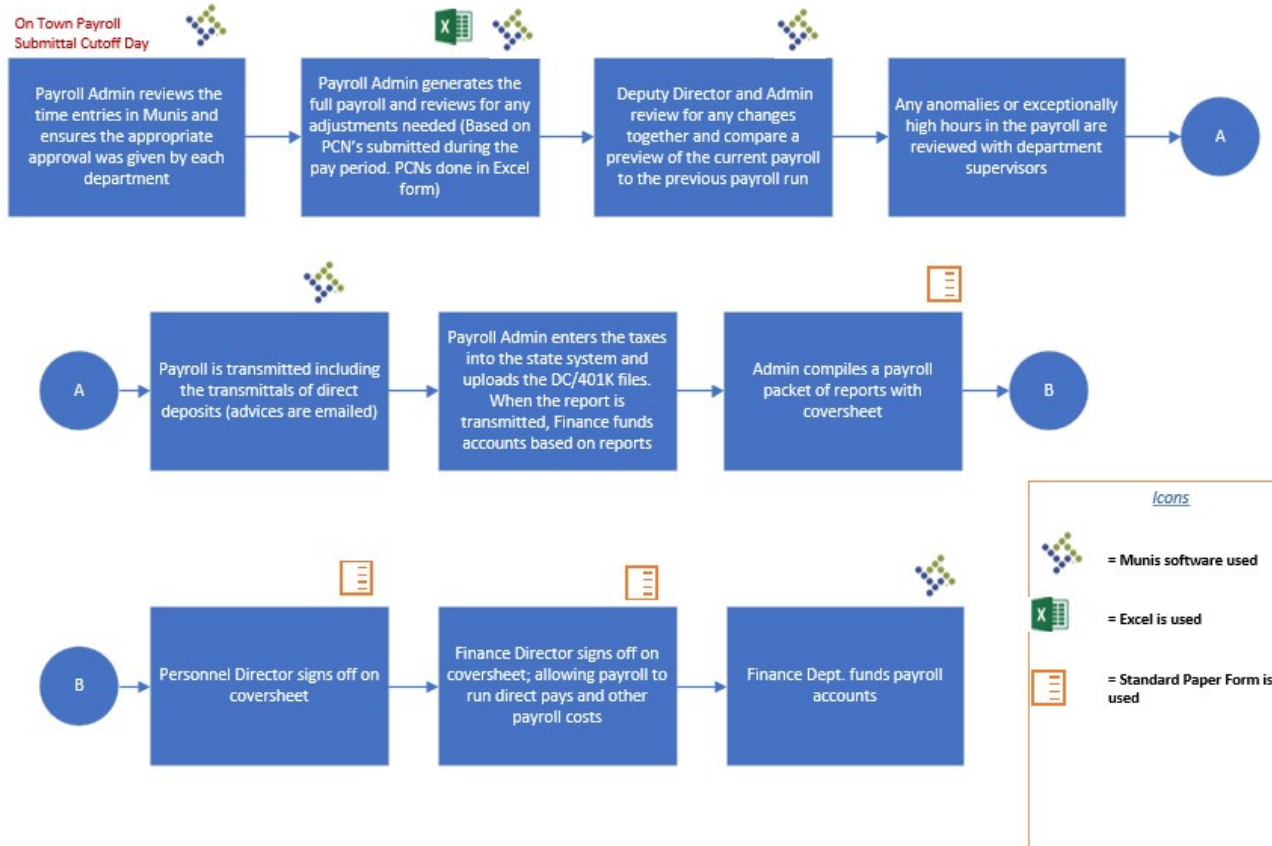 On Town Payroll
Submittal Cutoff Day
Payroll Admin reviews the
time entries in Munis and
ensures the appropriate
approval was given by each
department
Payroll Admin generates the
full payroll and reviews for any
adjustments needed (Based on
PCN's submitted during the
pay period. PCNs done in Excel
form)
Deputy Director and Admin
review for any changes
together and compare a
preview of the current payroll
to the previous payroll run
Any anomalies or exceptionally
high hours in the payroll are
reviewed with department
supervisors
A
A
Payroll is transmitted including
the transmittals of direct
deposits (advices are emailed)
Payroll Admin enters the taxes
into the state system and
uploads the DC/401K files.
When the report is
transmitted, Finance funds
accounts based on reports
Admin compiles a payroll
packet of reports with
coversheet
B
B
Personnel Director signs off on
coversheet
Finance Director signs off on
coversheet; allowing payroll to
run direct pays and other
payroll costs
Finance Dept. funds payroll
accounts
Icons
= Munis software used
X
= Excel is used
= Standard Paper Form is
used